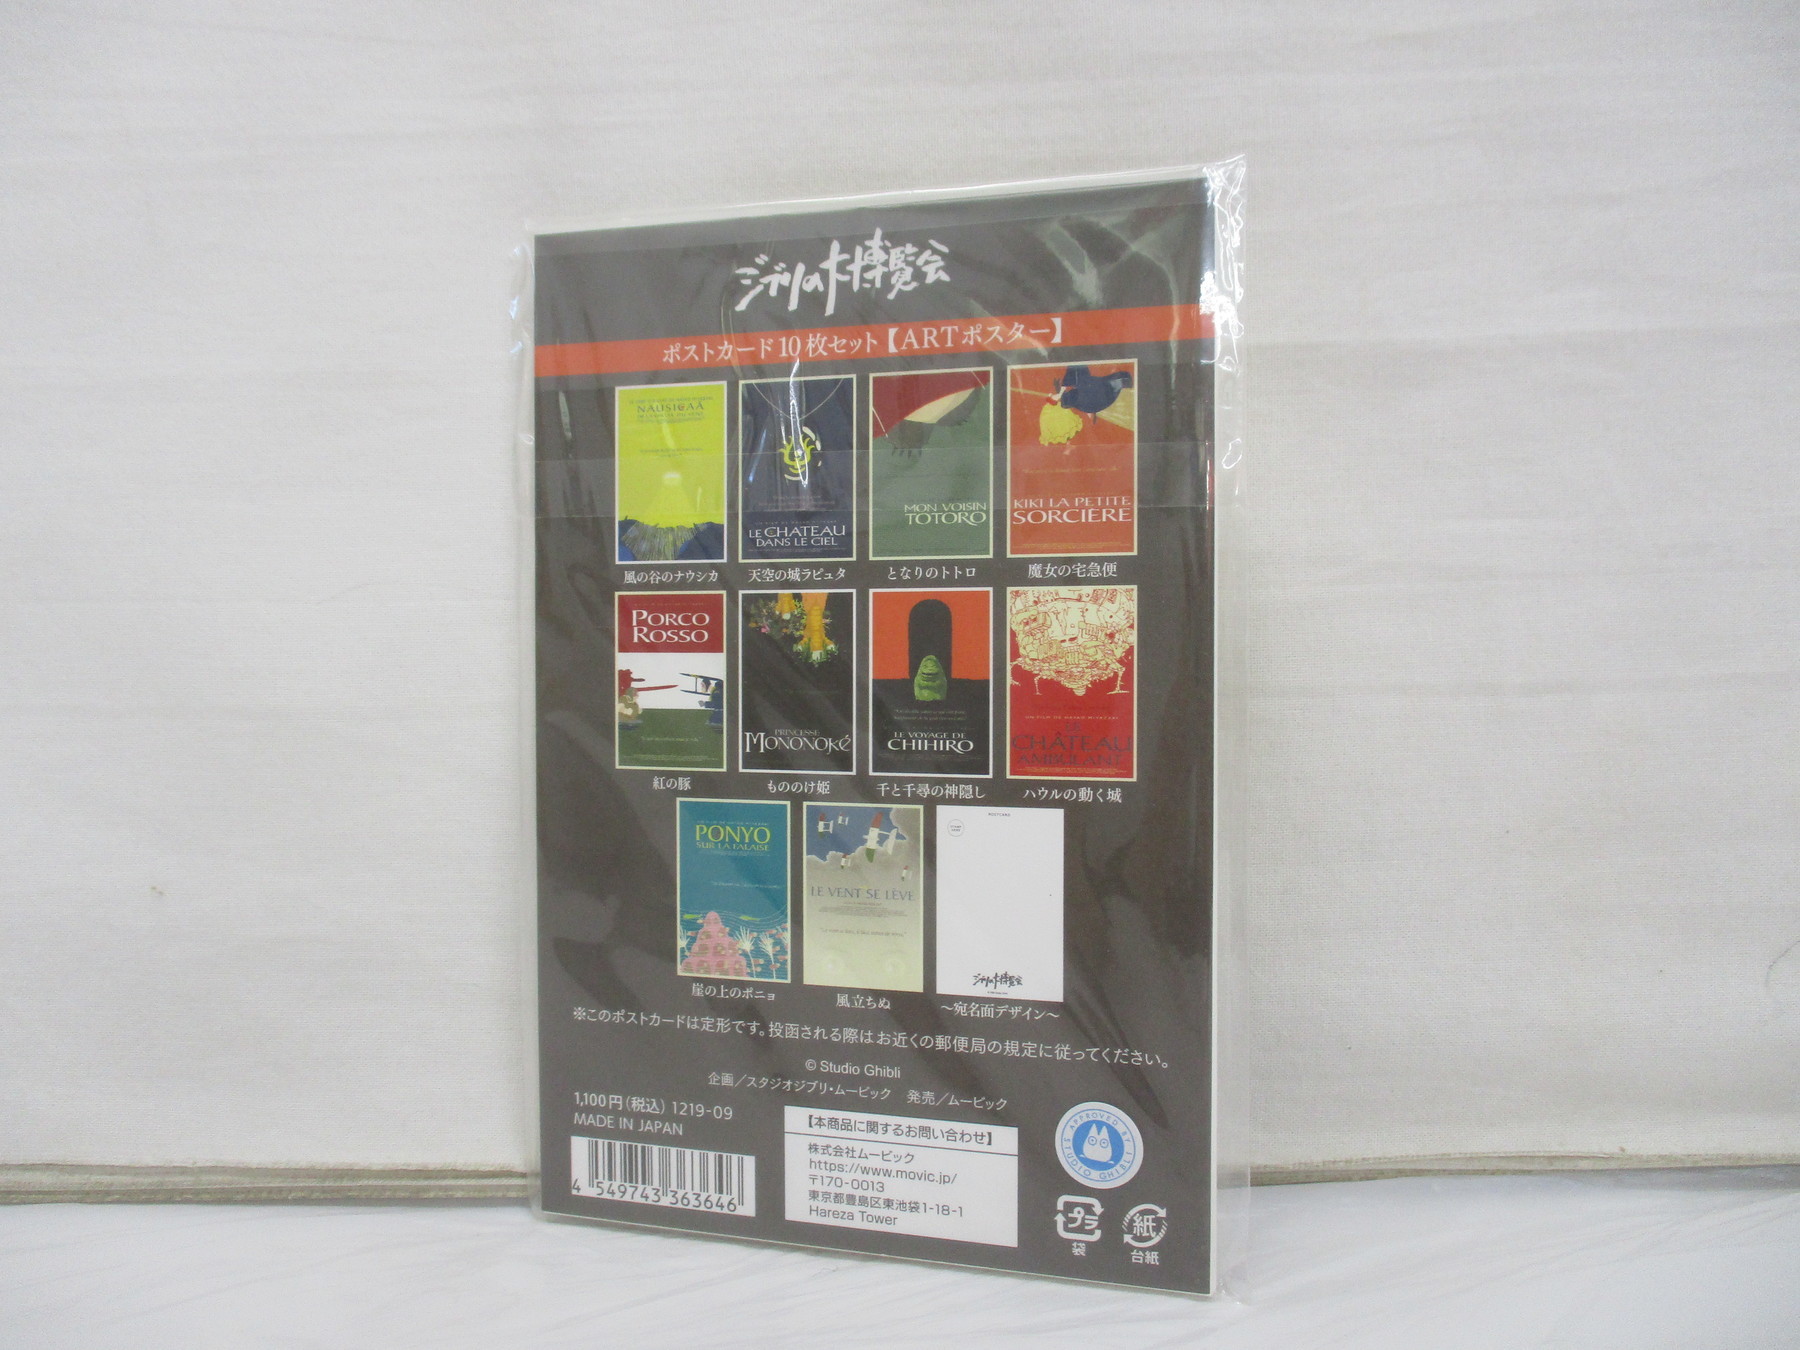 ジブリの大博覧会
ポストカード10枚セット【ARTポスター】
NAUSICAÄ
LE CHATEAU
DANS LE CIEL
MON VOISIN
TOTORO
KIKI LA PETITE
SORCIÈRE
風の谷のナウシカ
天空の城ラピュタ
となりのトトロ
魔女の宅急便
PORCO
ROSSO
PRINCESSE
MONONOKÉ
LE VOYAGE DE
CHIHIRO
UN FILM DE HAYAO MIYAZAKI
LE
CHÂTEAU
AMBULANT
紅の豚
もののけ姫
千と千尋の神隠し
ハウルの動く城
PONYO
SUR LA FALAISE
LE VENT SE LÈVE
POSTCARD
ジブリの大博覧会
崖の上のポニョ
風立ちぬ
～宛名面デザイン～
※このポストカードは定形です。投函される際はお近くの郵便局の規定に従ってください。
© Studio Ghibli
企画／スタジオジブリ・ムービック 発売／ムービック
1,100円(税込) 1219-09
MADE IN JAPAN
4 549743 363646
【本商品に関するお問い合わせ】
株式会社ムービック
https://www.movic.jp/
〒170-0013
東京都豊島区東池袋1-18-1
Hareza Tower
APPROVED BY
STUDIO GHIBLI
プラ
袋
紙
台紙